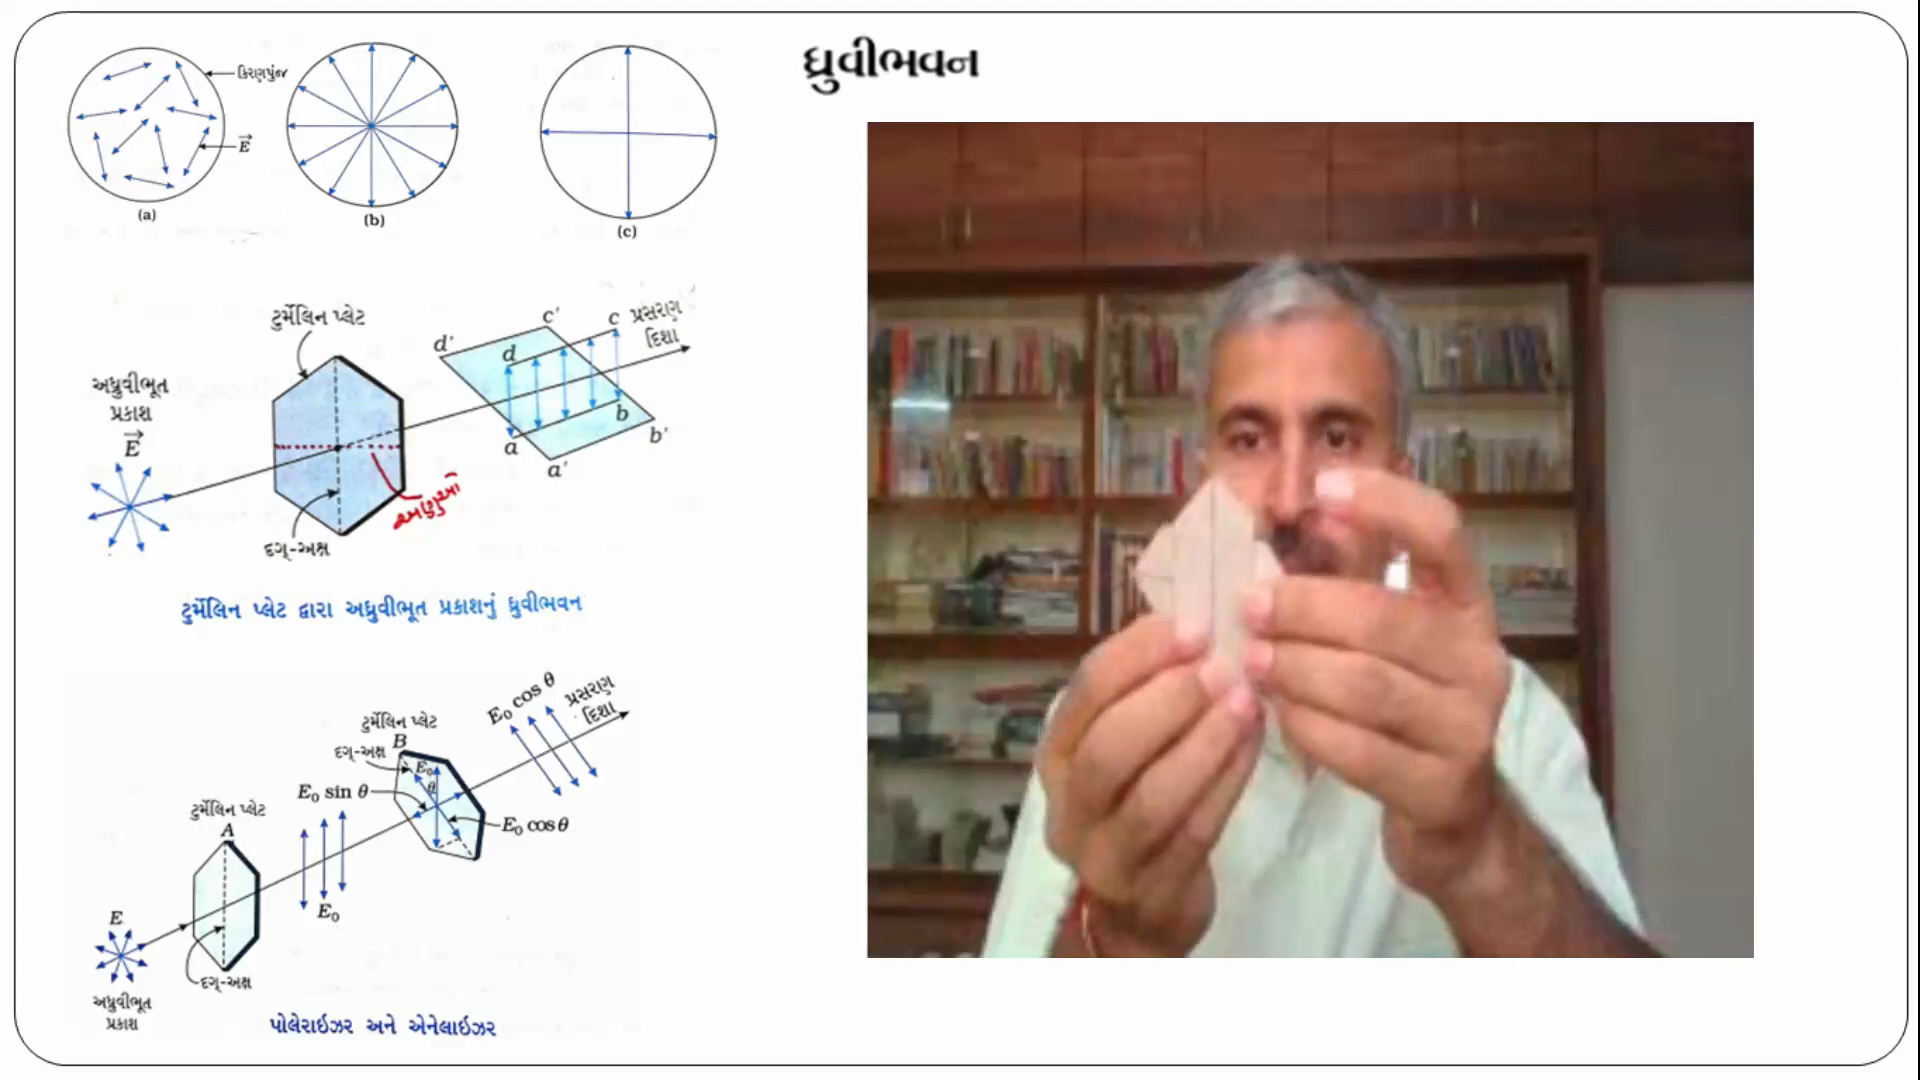 ધ્રુવીભવન
કિરણપુંજ
E
(a)
(b)
(c)
ટુર્મેલિન પ્લેટ
અધ્રુવીભૂત
પ્રકાશ
E
દગ્-અક્ષ
અણુઓ
d'
c'
d
c
a
b
a'
b'
પ્રસરણ
દિશા
ટુર્મેલિન પ્લેટ દ્વારા અધ્રુવીભૂત પ્રકાશનું ધ્રુવીભવન
E₀ cos θ
પ્રસરણ
દિશા
ટુર્મેલિન પ્લેટ
B
દગ્-અક્ષ
E₀
θ
E₀ sin θ
E₀ cos θ
ટુર્મેલિન પ્લેટ
A
E₀
E
દગ્-અક્ષ
અધ્રુવીભૂત
પ્રકાશ
પોલેરાઇઝર અને એનેલાઇઝર